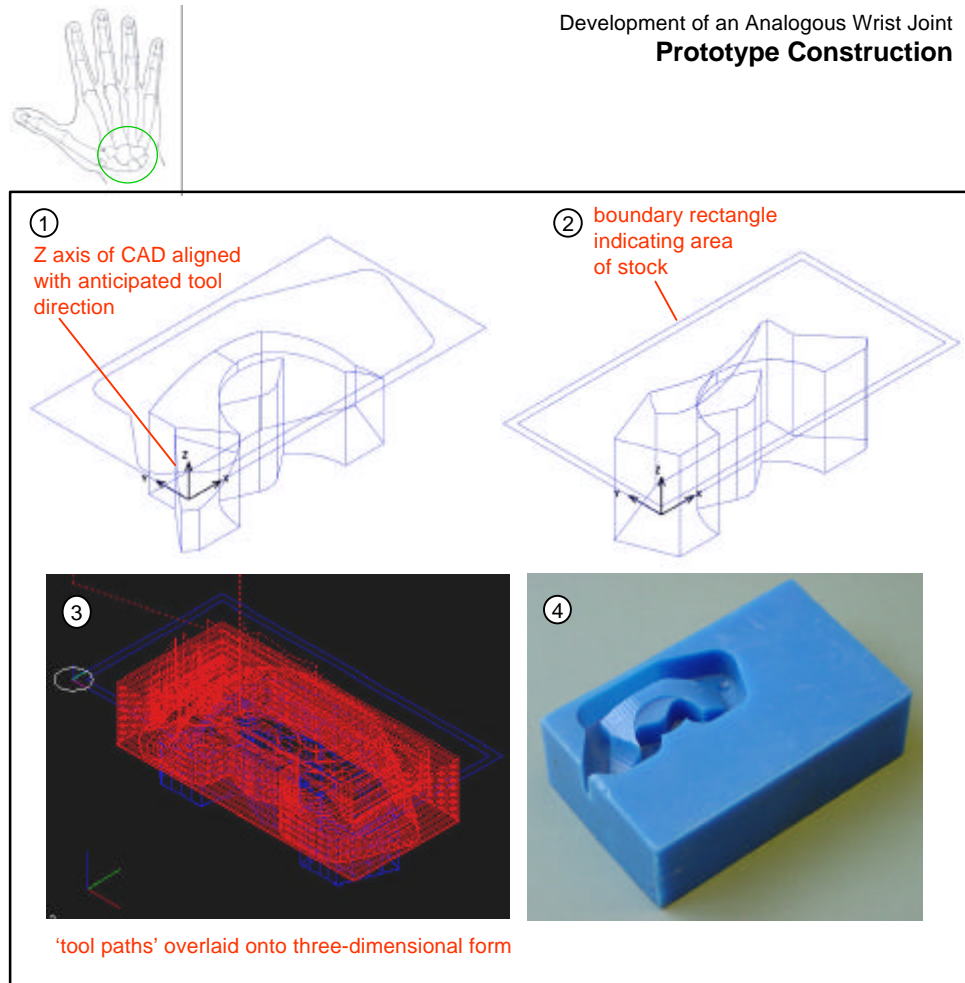 Development of an Analogous Wrist Joint
Prototype Construction
1
Z axis of CAD aligned
with anticipated tool
direction
Z
Y
X
2
boundary rectangle
indicating area
of stock
Z
Y
X
3
4
‘tool paths’ overlaid onto three-dimensional form